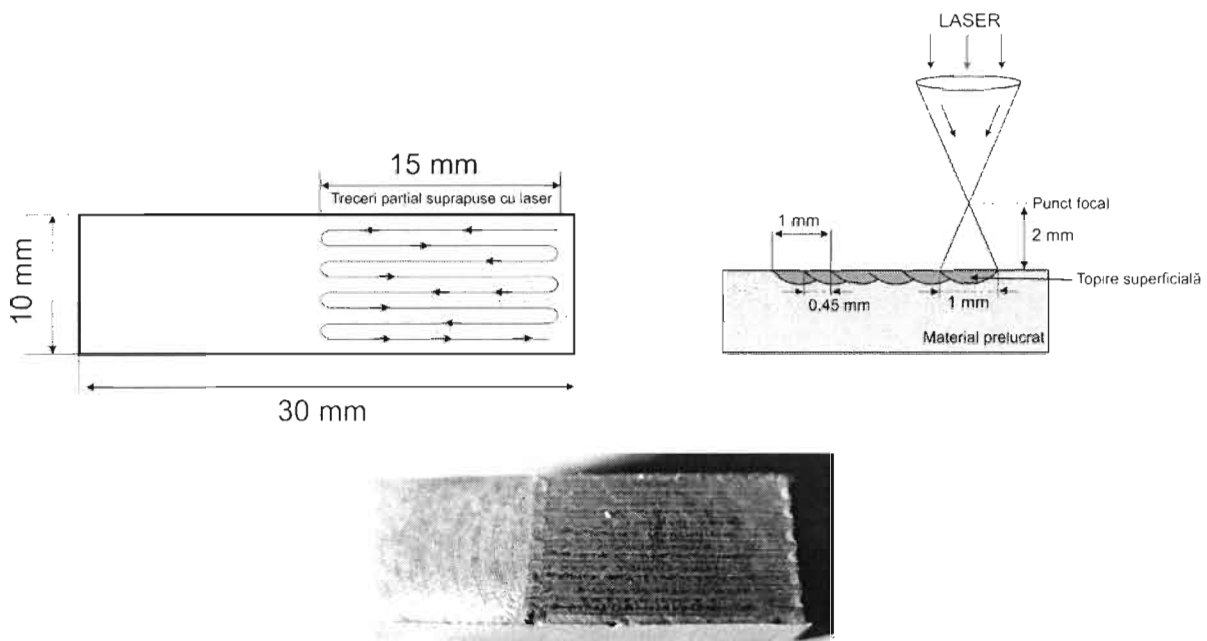 15 mm
Treceri partial suprapuse cu laser
10 mm
30 mm
LASER
Punct focal
2 mm
1 mm
Topire superficială
0.45 mm
1 mm
Material prelucrat